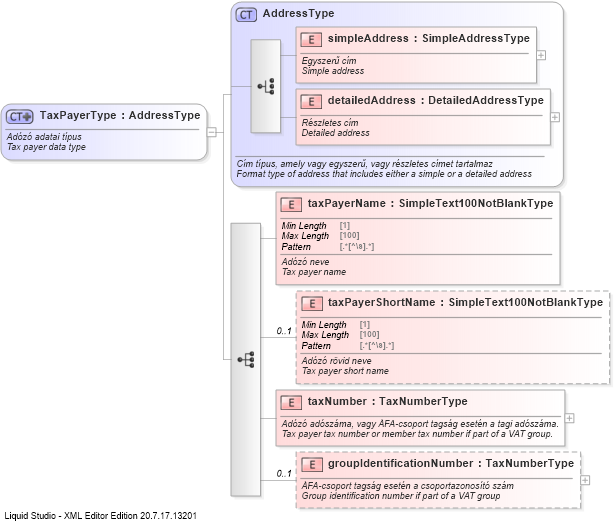 CT AddressType
E simpleAddress : SimpleAddressType
Egyszerű cím
Simple address
E detailedAddress : DetailedAddressType
Részletes cím
Detailed address
Cím típus, amely vagy egyszerű, vagy részletes címet tartalmaz
Format type of address that includes either a simple or a detailed address
CT TaxPayerType : AddressType
Adózó adatai típus
Tax payer data type
E taxPayerName : SimpleText100NotBlankType
Min Length [1]
Max Length [100]
Pattern [.*[^\s].*]
Adózó neve
Tax payer name
0..1
E taxPayerShortName : SimpleText100NotBlankType
Min Length [1]
Max Length [100]
Pattern [.*[^\s].*]
Adózó rövid neve
Tax payer short name
E taxNumber : TaxNumberType
Adózó adószáma, vagy ÁFA-csoport tagság esetén a tagi adószáma.
Tax payer tax number or member tax number if part of a VAT group.
0..1
E groupIdentificationNumber : TaxNumberType
ÁFA-csoport tagság esetén a csoportazonosító szám
Group identification number if part of a VAT group
Liquid Studio - XML Editor Edition 20.7.17.13201